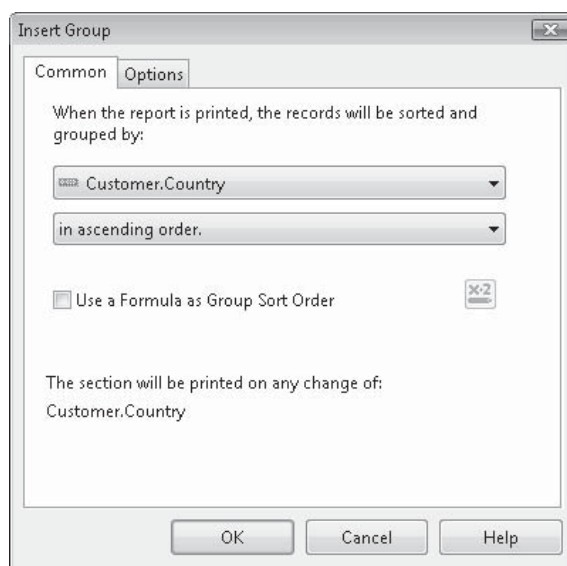 Insert Group
Common
Options
When the report is printed, the records will be sorted and
grouped by:
Customer.Country
in ascending order.
Use a Formula as Group Sort Order
x·2
The section will be printed on any change of:
Customer.Country
OK
Cancel
Help